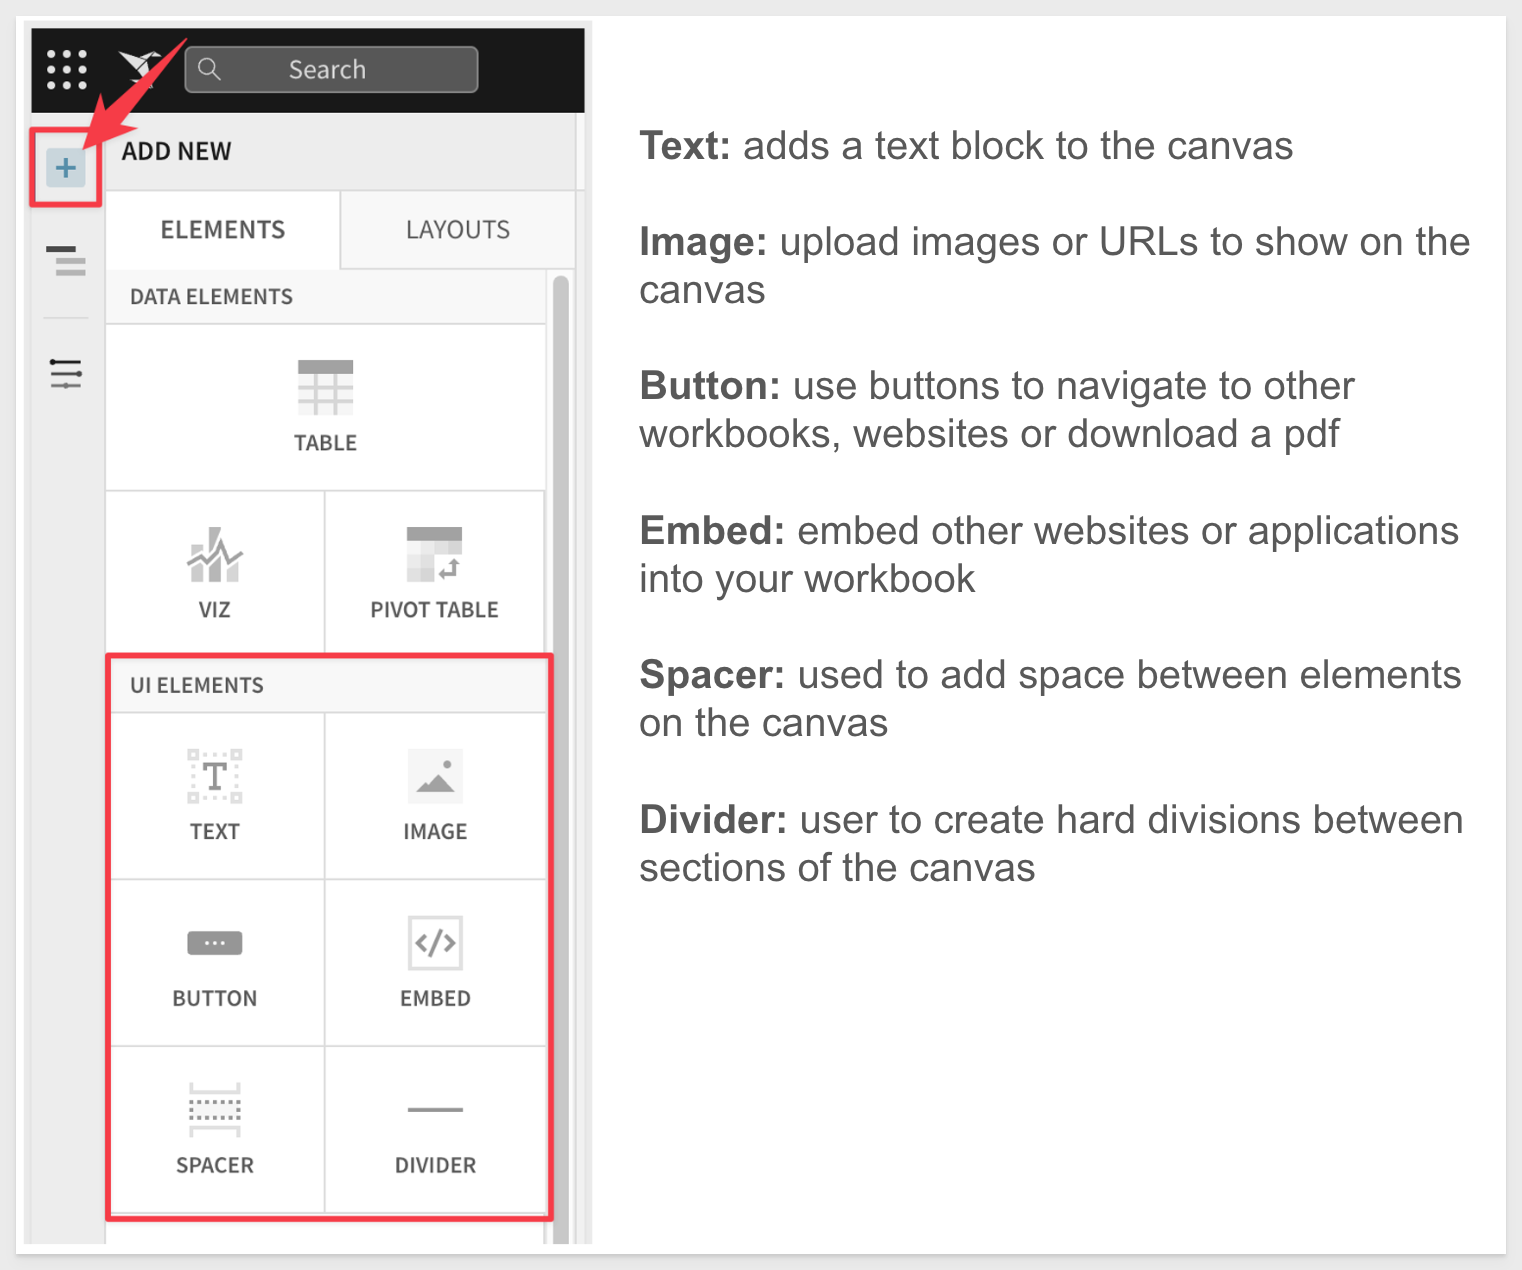 Search
ADD NEW
ELEMENTS
LAYOUTS
DATA ELEMENTS
TABLE
VIZ
PIVOT TABLE
UI ELEMENTS
TEXT
IMAGE
BUTTON
EMBED
SPACER
DIVIDER
Text: adds a text block to the canvas
Image: upload images or URLs to show on the
canvas
Button: use buttons to navigate to other
workbooks, websites or download a pdf
Embed: embed other websites or applications
into your workbook
Spacer: used to add space between elements
on the canvas
Divider: user to create hard divisions between
sections of the canvas